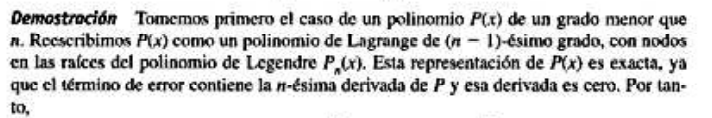 Demostración Tomemos primero el caso de un polinomio P(x) de un grado menor que
n. Reescribimos P(x) como un polinomio de Lagrange de (n − 1)-ésimo grado, con nodos
en las raíces del polinomio de Legendre Pₙ(x). Esta representación de P(x) es exacta, ya
que el término de error contiene la n-ésima derivada de P y esa derivada es cero. Por tan-
to,